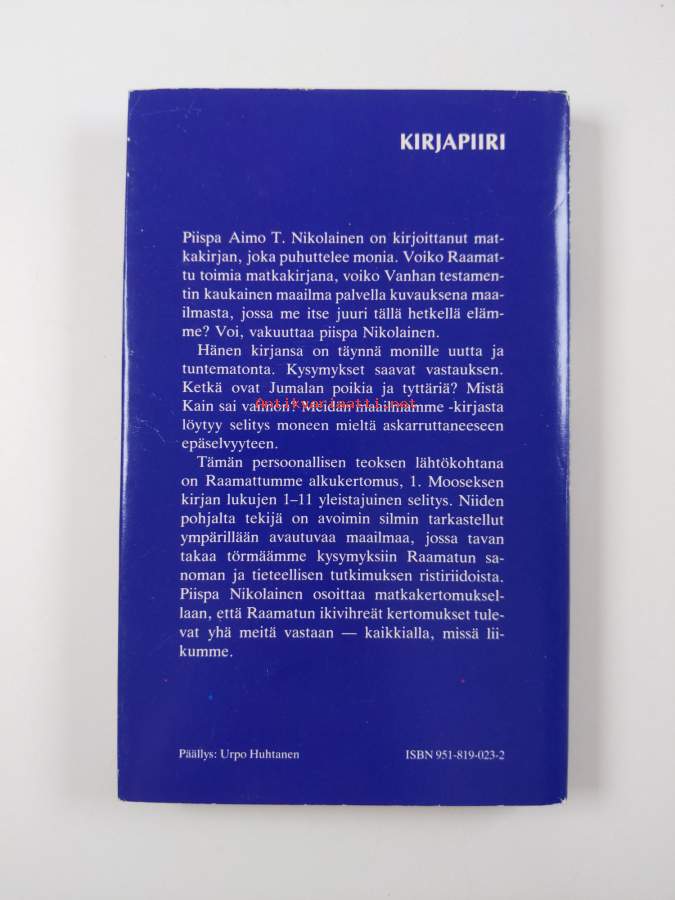 KIRJAPIIRI
Piispa Aimo T. Nikolainen on kirjoittanut mat-
kakirjan, joka puhuttelee monia. Voiko Raamat-
tu toimia matkakirjana, voiko Vanhan testamen-
tin kaukainen maailma palvella kuvauksena maa-
ilmasta, jossa me itse juuri tällä hetkellä eläm-
me? Voi, vakuuttaa piispa Nikolainen.
Hänen kirjansa on täynnä monille uutta ja
tuntematonta. Kysymykset saavat vastauksen.
Ketkä ovat Jumalan poikia ja tyttäriä? Mistä
Kain sai vaimon? Meidän maailmamme -kirjasta
Antikvariaatti.net
löytyy selitys moneen mieltä askarruttaneeseen
epäselvyyteen.
Tämän persoonallisen teoksen lähtökohtana
on Raamattumme alkukertomus, 1. Mooseksen
kirjan lukujen 1–11 yleistajuinen selitys. Niiden
pohjalta tekijä on avoimin silmin tarkastellut
ympärillään avautuvaa maailmaa, jossa tavan
takaa törmäämme kysymyksiin Raamatun sa-
noman ja tieteellisen tutkimuksen ristiriidoista.
Piispa Nikolainen osoittaa matkakertomuksel-
laan, että Raamatun ikivihreät kertomukset tule-
vat yhä meitä vastaan — kaikkialla, missä lii-
kumme.
Päällys: Urpo Huhtanen
ISBN 951-819-023-2